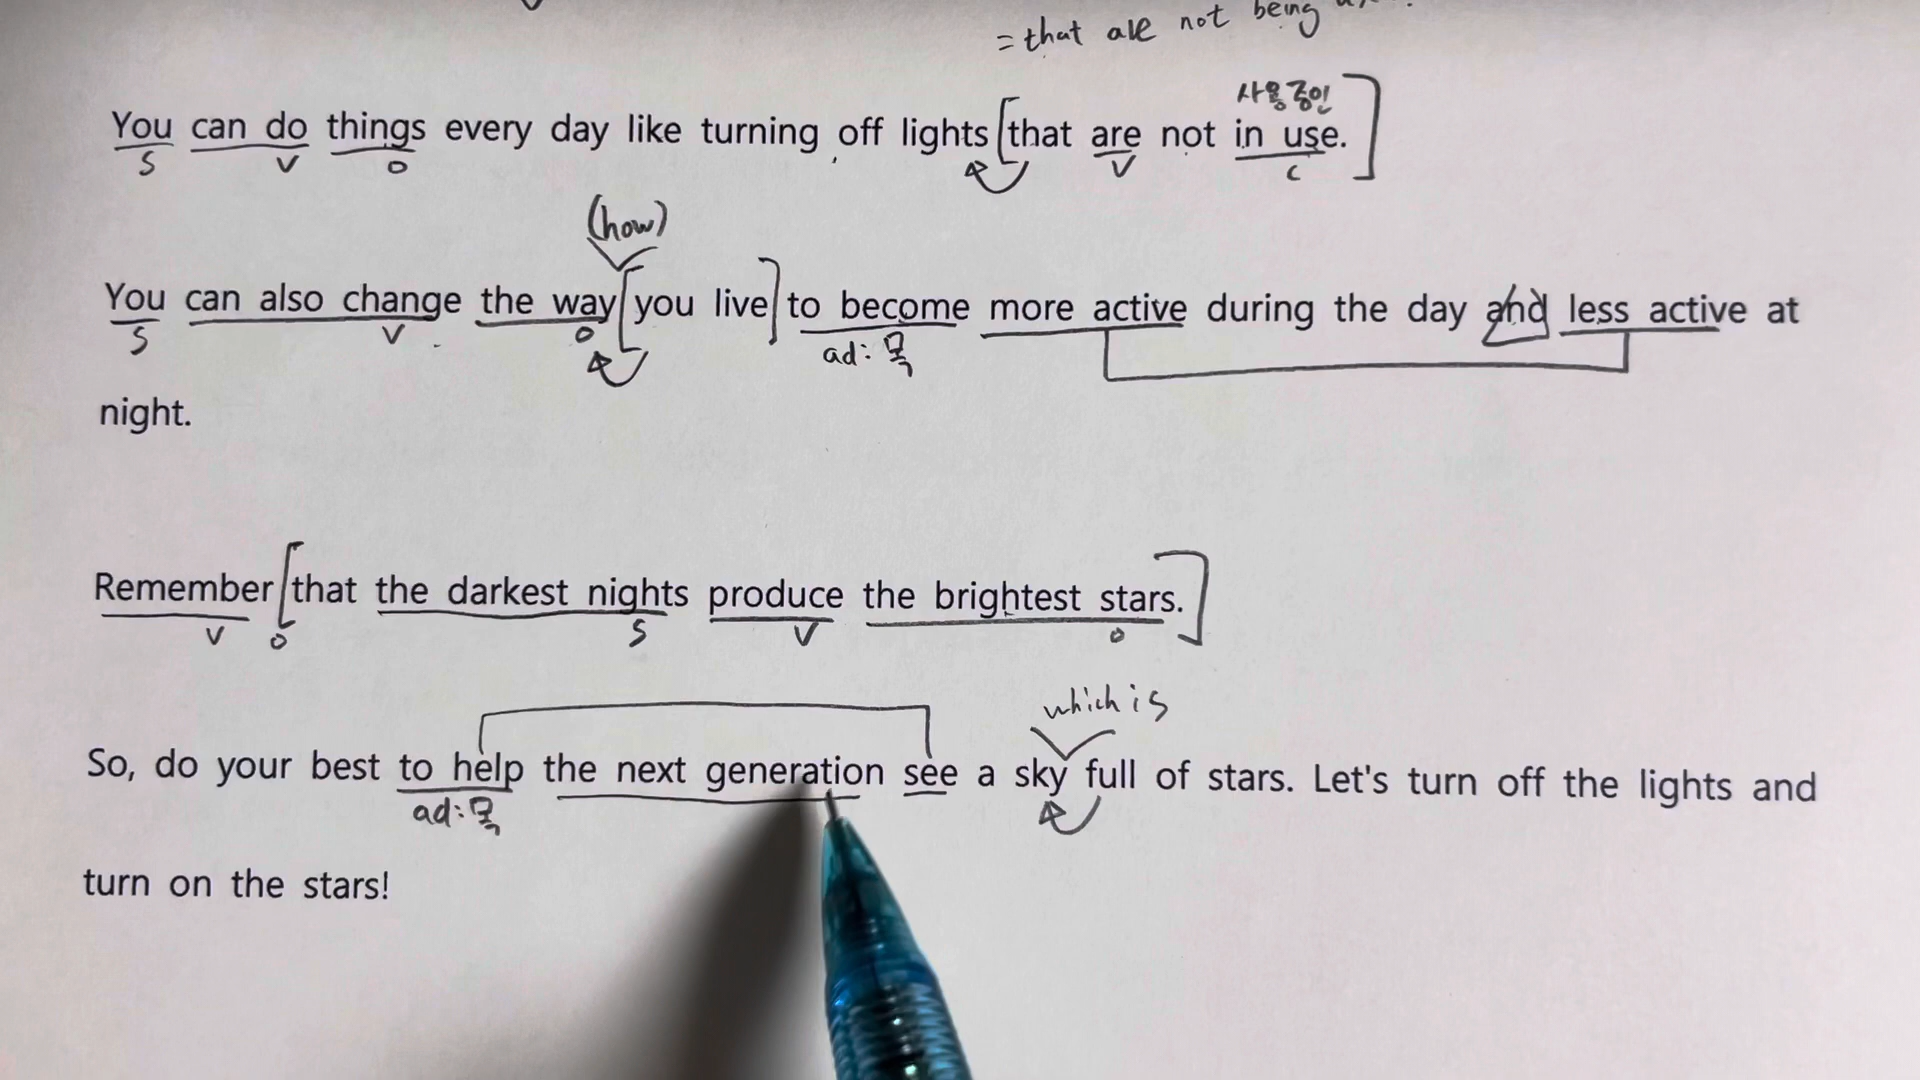 = that are not being
사용중인
You can do things every day like turning off lights [that are not in use.]
S V O V C
(how)
You can also change the way [you live] to become more active during the day and less active at
S V O ad: 목
night.
Remember [that the darkest nights produce the brightest stars.]
V O S V O
which is
So, do your best to help the next generation see a sky full of stars. Let's turn off the lights and
ad: 목
turn on the stars!